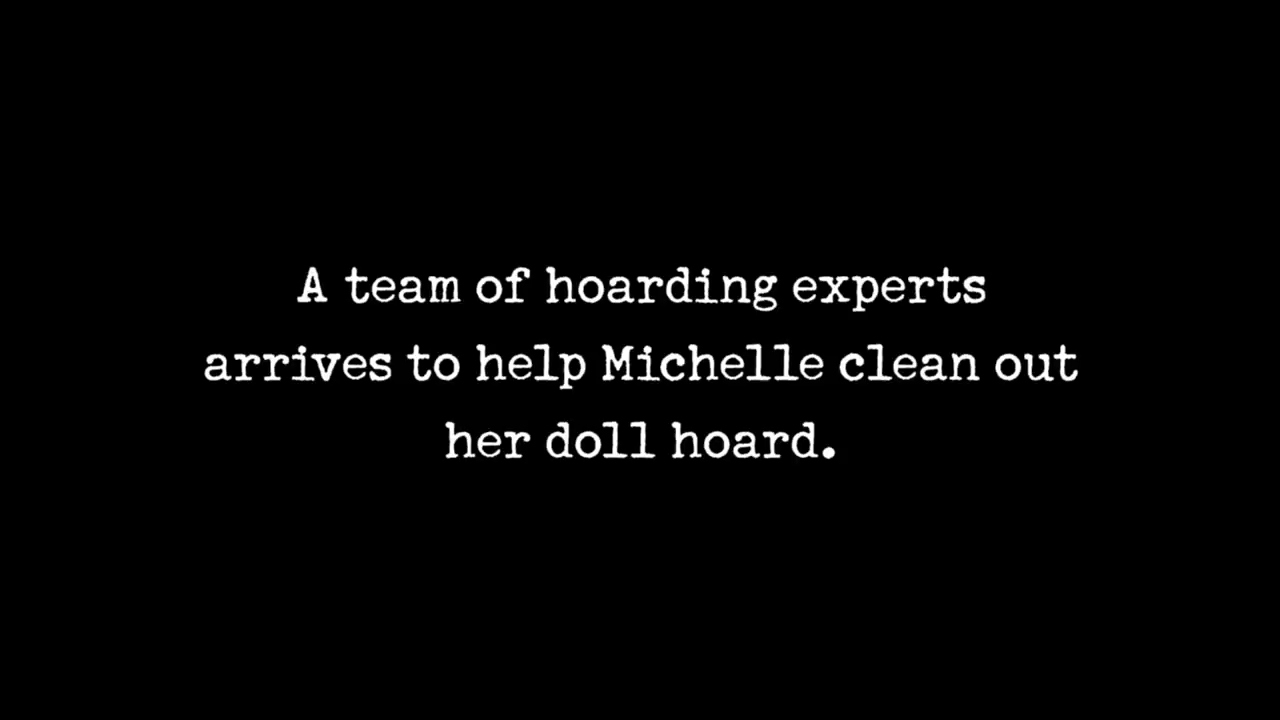 A team of hoarding experts
arrives to help Michelle clean out
her doll hoard.